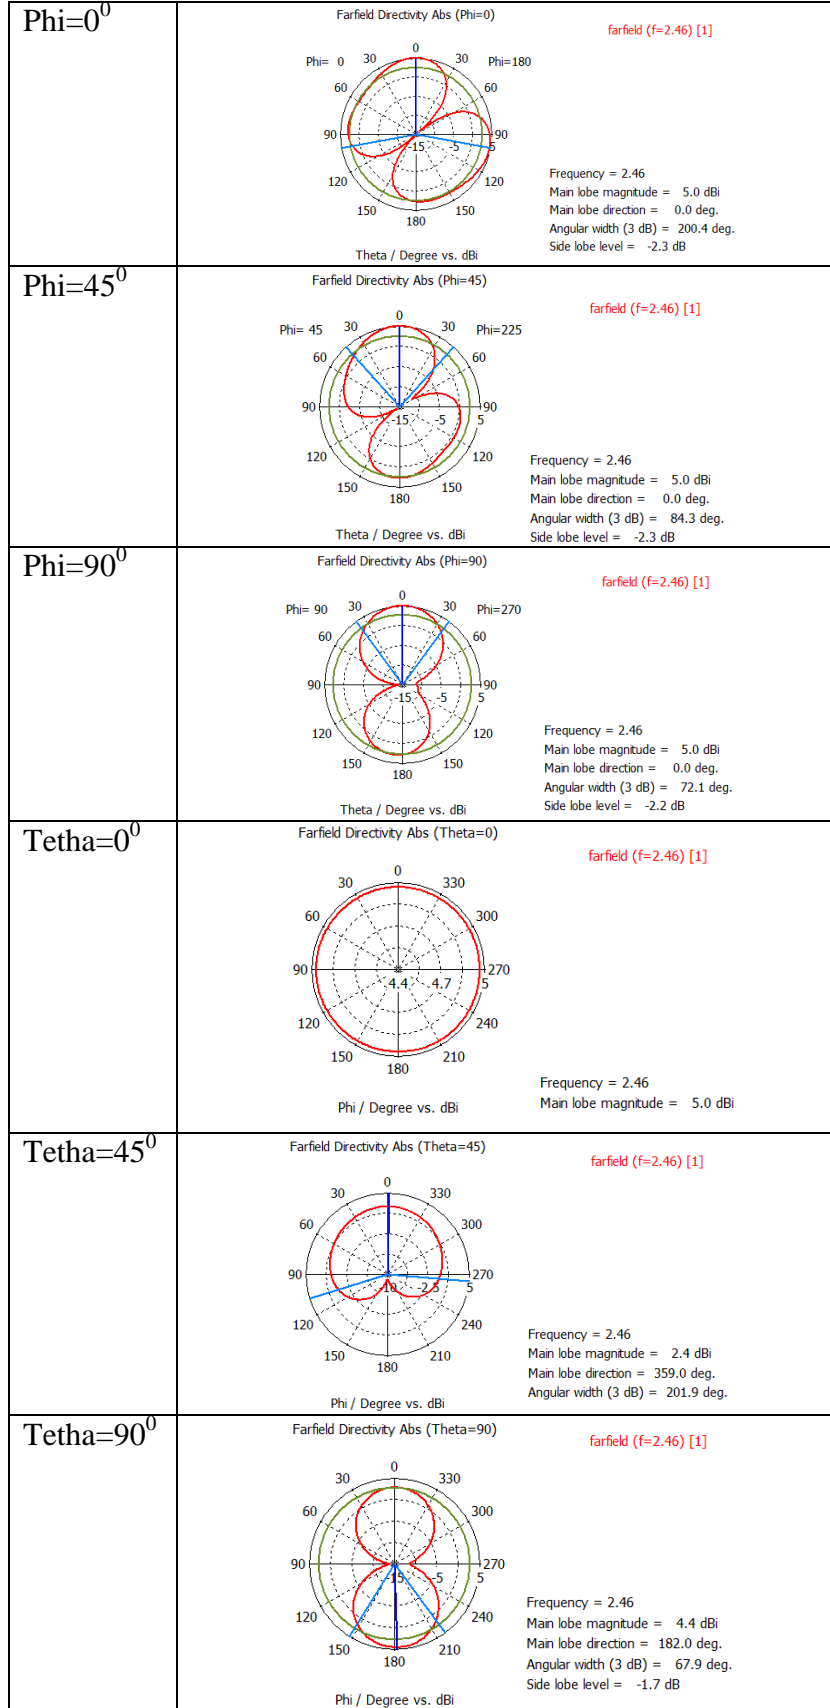 Phi=0⁰
Farfield Directivity Abs (Phi=0)
farfield (f=2.46) [1]
0
30 30
Phi= 0 Phi=180
60 60
90 -15 -5 5 90
120 120
150 150
180
Theta / Degree vs. dBi
Frequency = 2.46
Main lobe magnitude = 5.0 dBi
Main lobe direction = 0.0 deg.
Angular width (3 dB) = 200.4 deg.
Side lobe level = -2.3 dB
Phi=45⁰
Farfield Directivity Abs (Phi=45)
farfield (f=2.46) [1]
0
Phi= 45 30 30 Phi=225
60 60
90 -15 -5 5 90
120 120
150 150
180
Theta / Degree vs. dBi
Frequency = 2.46
Main lobe magnitude = 5.0 dBi
Main lobe direction = 0.0 deg.
Angular width (3 dB) = 84.3 deg.
Side lobe level = -2.3 dB
Phi=90⁰
Farfield Directivity Abs (Phi=90)
farfield (f=2.46) [1]
0
Phi= 90 30 30 Phi=270
60 60
90 -15 -5 5 90
120 120
150 150
180
Theta / Degree vs. dBi
Frequency = 2.46
Main lobe magnitude = 5.0 dBi
Main lobe direction = 0.0 deg.
Angular width (3 dB) = 72.1 deg.
Side lobe level = -2.2 dB
Tetha=0⁰
Farfield Directivity Abs (Theta=0)
farfield (f=2.46) [1]
0
30 330
60 300
90 270
4.4 4.7 5
120 240
150 210
180
Phi / Degree vs. dBi
Frequency = 2.46
Main lobe magnitude = 5.0 dBi
Tetha=45⁰
Farfield Directivity Abs (Theta=45)
farfield (f=2.46) [1]
0
30 330
60 300
90 270
-10 -2.5 5
120 240
150 210
180
Phi / Degree vs. dBi
Frequency = 2.46
Main lobe magnitude = 2.4 dBi
Main lobe direction = 359.0 deg.
Angular width (3 dB) = 201.9 deg.
Tetha=90⁰
Farfield Directivity Abs (Theta=90)
farfield (f=2.46) [1]
0
30 330
60 300
90 270
-15 -5 5
120 240
150 210
180
Phi / Degree vs. dBi
Frequency = 2.46
Main lobe magnitude = 4.4 dBi
Main lobe direction = 182.0 deg.
Angular width (3 dB) = 67.9 deg.
Side lobe level = -1.7 dB